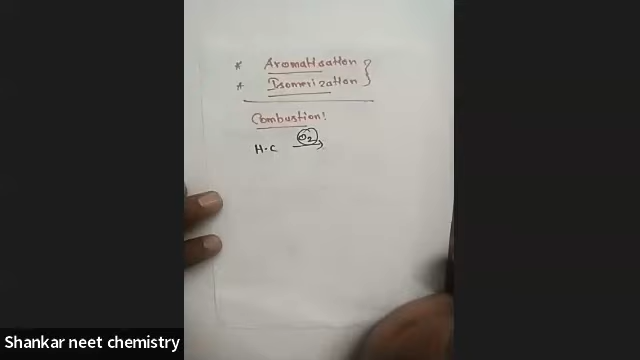 * Aromatisation
* Isomerization }
Combustion:
H-C O2 →
Shankar neet chemistry